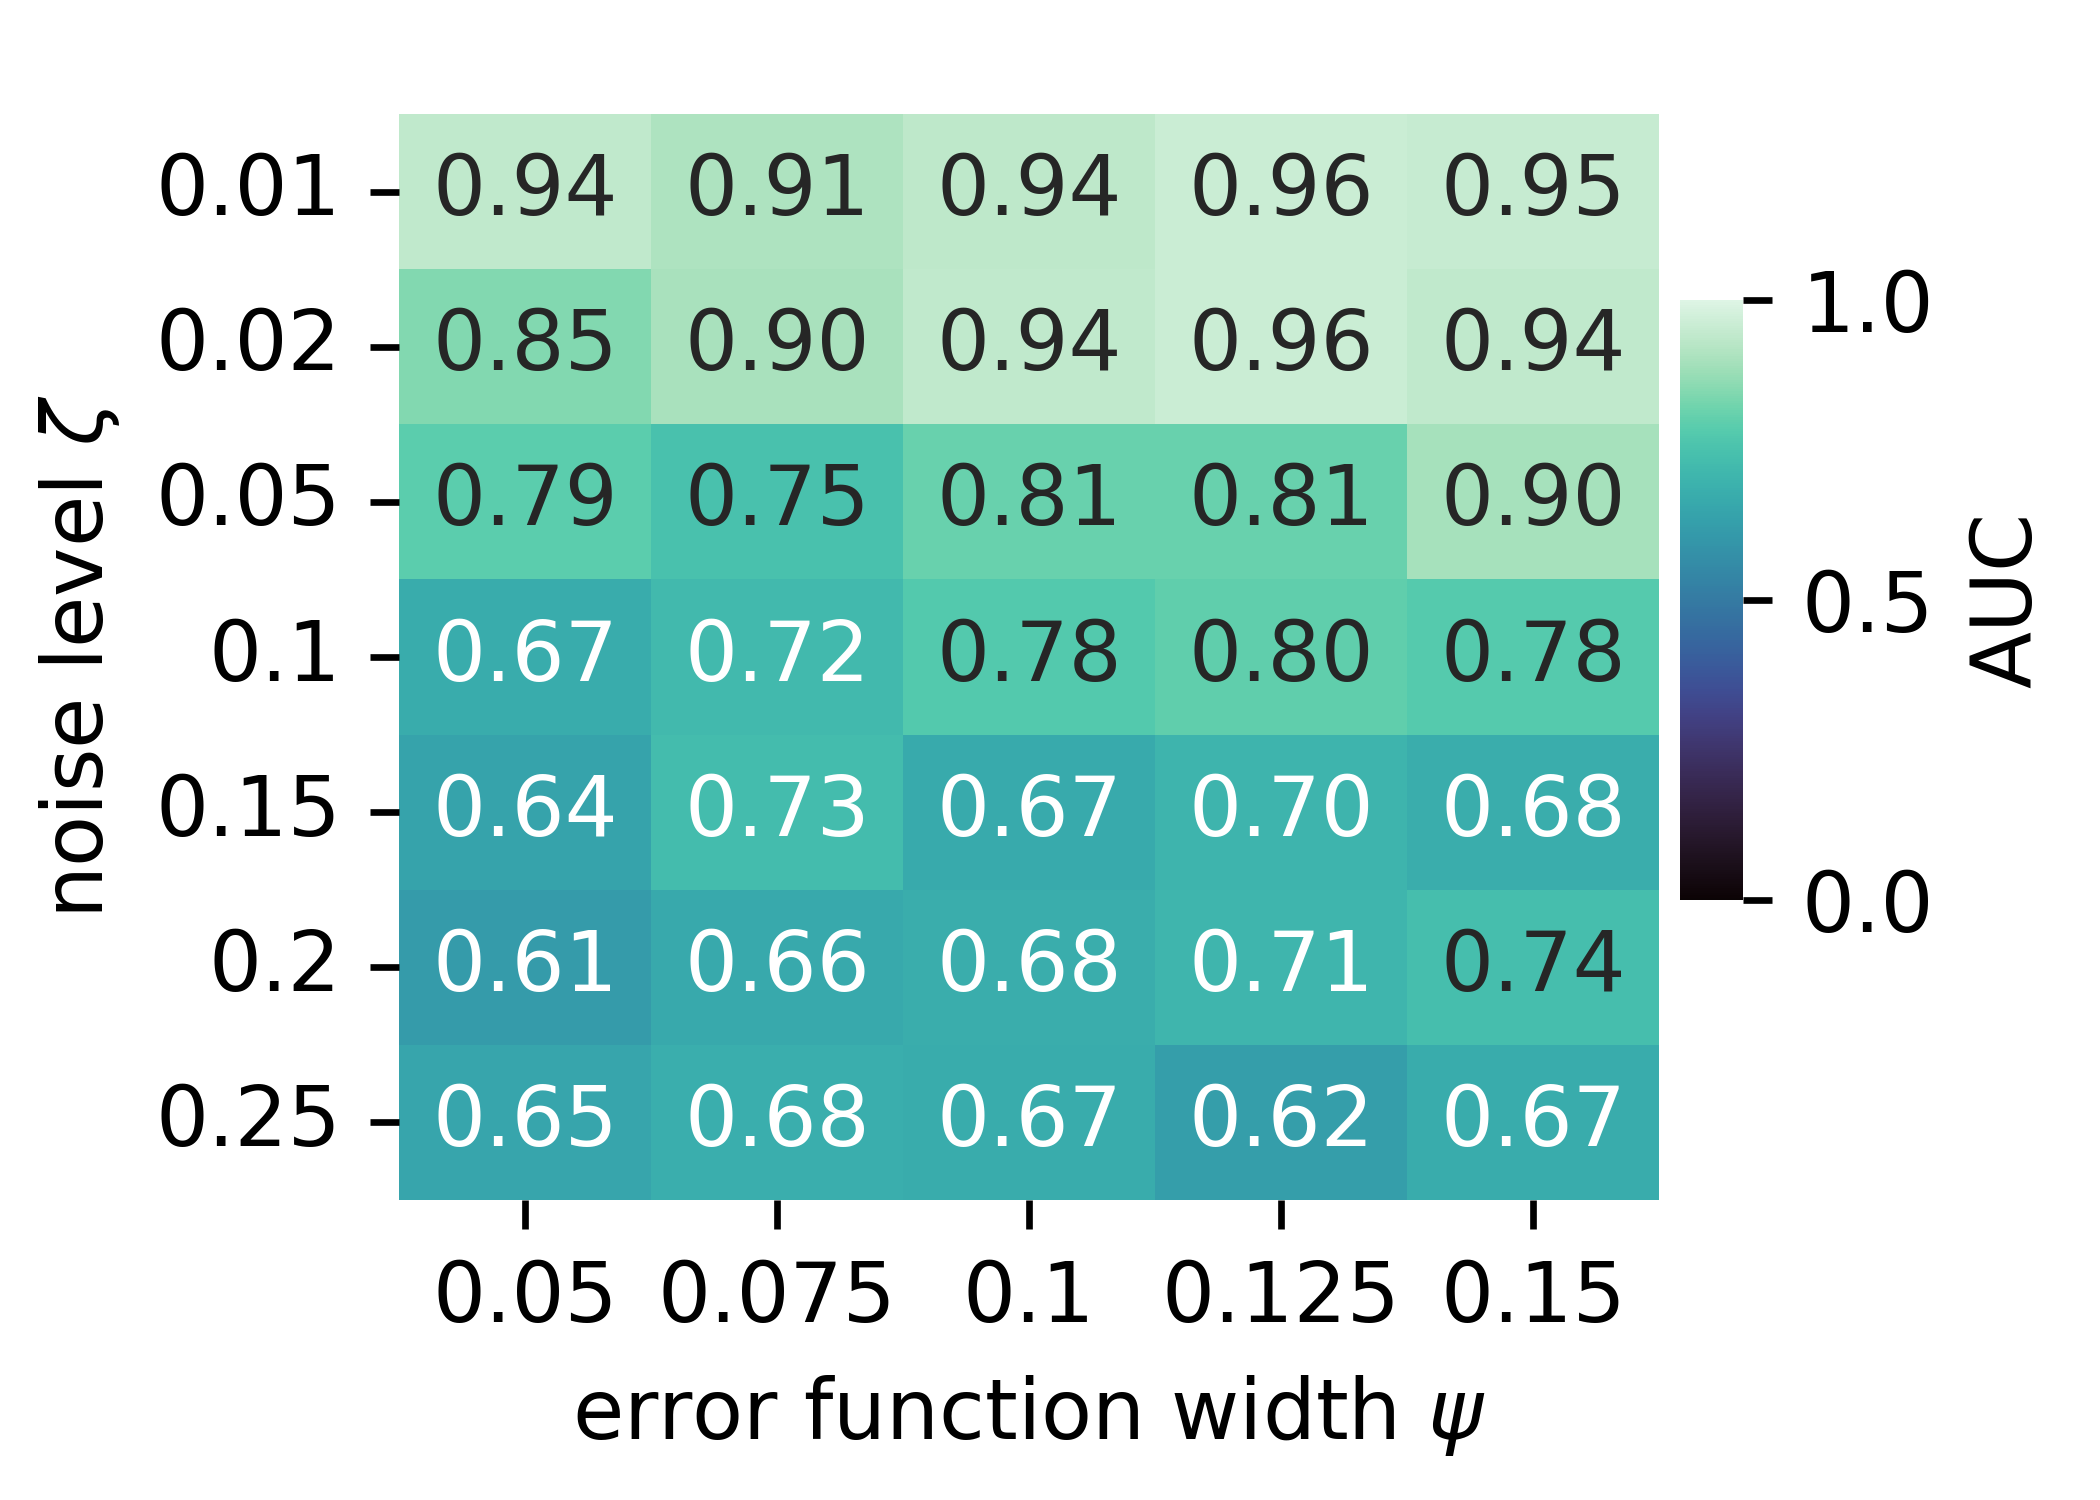 0.01 0.94 0.91 0.94 0.96 0.95
0.02 0.85 0.90 0.94 0.96 0.94
0.05 0.79 0.75 0.81 0.81 0.90
0.1 0.67 0.72 0.78 0.80 0.78
0.15 0.64 0.73 0.67 0.70 0.68
0.2 0.61 0.66 0.68 0.71 0.74
0.25 0.65 0.68 0.67 0.62 0.67
0.05 0.075 0.1 0.125 0.15
error function width ψ
noise level ζ
1.0
0.5
0.0
AUC